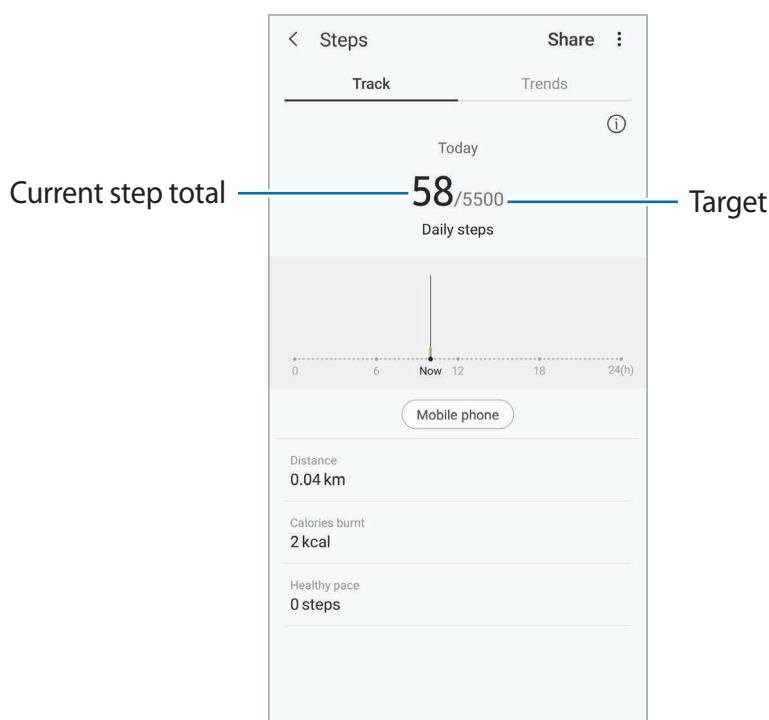 Steps Share
Track Trends
Today
Current step total 58/5500 Target
Daily steps
0 6 Now 12 18 24(h)
Mobile phone
Distance
0.04 km
Calories burnt
2 kcal
Healthy pace
0 steps